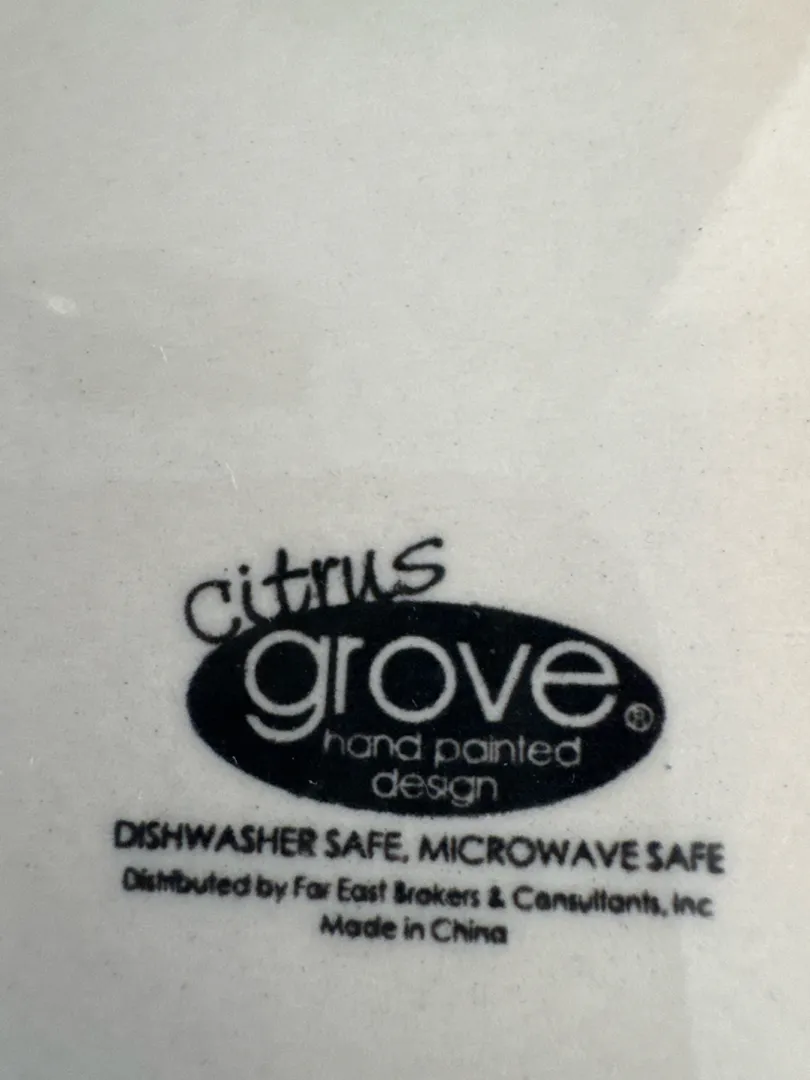 citrus
grove®
hand painted
design
DISHWASHER SAFE, MICROWAVE SAFE
Distributed by Far East Brokers & Consultants, Inc
Made in China